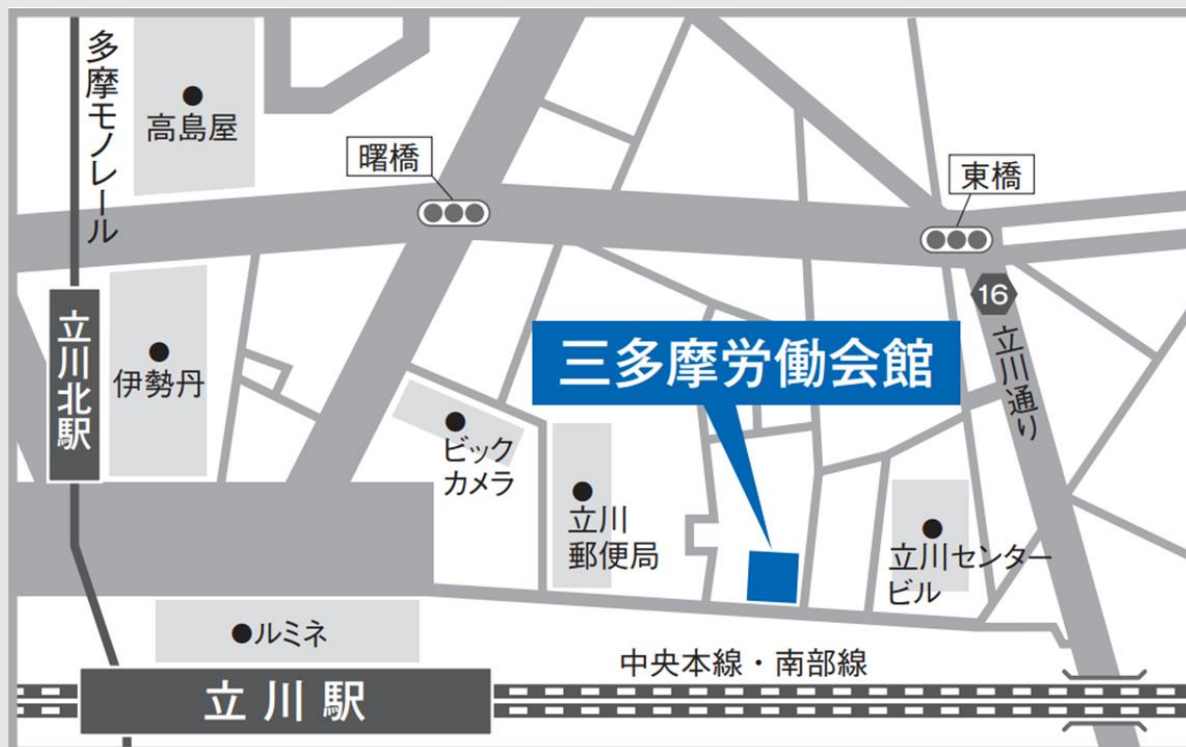 多摩モノレール
高島屋
曙橋
東橋
16
立川通り
立川北駅
伊勢丹
三多摩労働会館
ビック
カメラ
立川
郵便局
立川センター
ビル
ルミネ
中央本線・南部線
立川駅